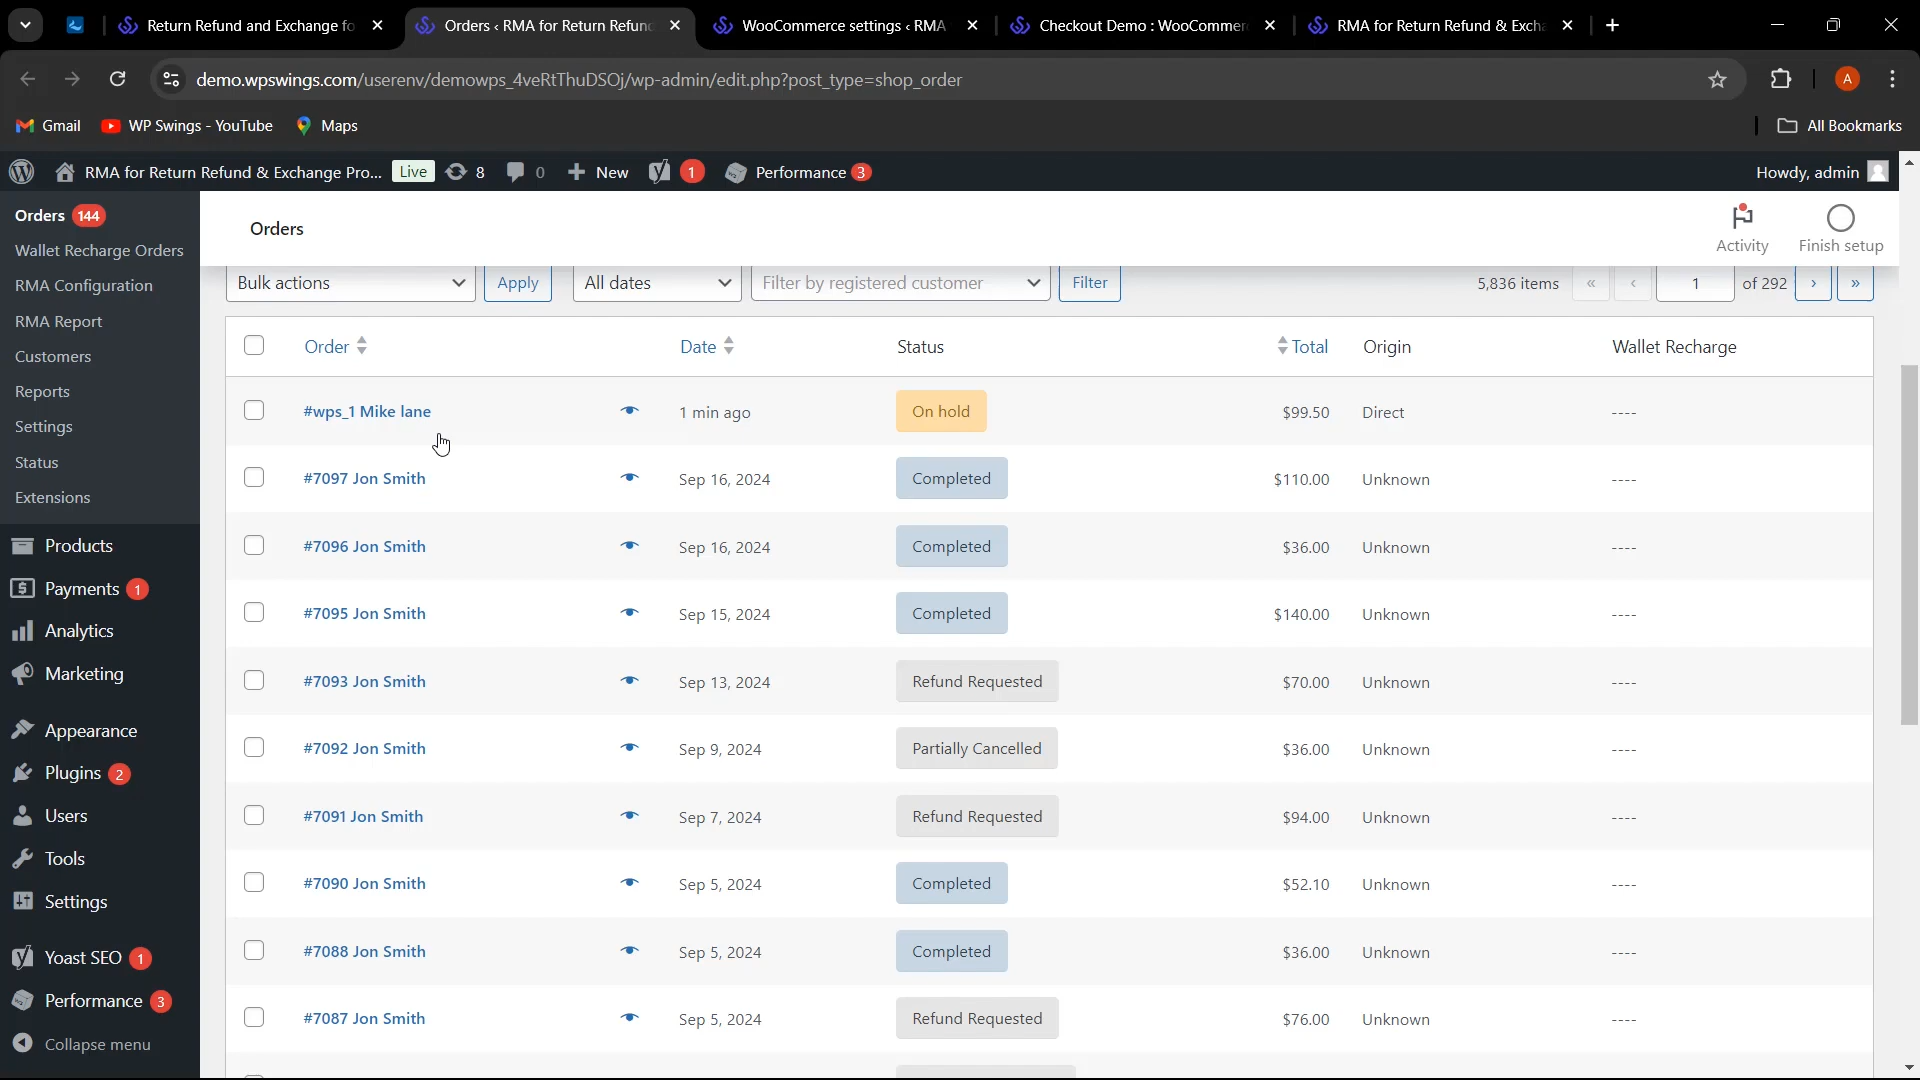 Return Refund and Exchange fo
Orders ‹ RMA for Return Refund
WooCommerce settings ‹ RMA
Checkout Demo : WooCommer
RMA for Return Refund & Excha
demo.wpswings.com/userenv/demowps_4veRtThuDSOj/wp-admin/edit.php?post_type=shop_order
A
Gmail
WP Swings - YouTube
Maps
All Bookmarks
RMA for Return Refund & Exchange Pro... Live 8 0 New 1 Performance 3
Howdy, admin
Orders 144
Wallet Recharge Orders
RMA Configuration
RMA Report
Customers
Reports
Settings
Status
Extensions
Products
Payments 1
Analytics
Marketing
Appearance
Plugins 2
Users
Tools
Settings
Yoast SEO 1
Performance 3
Collapse menu
Orders
Activity
Finish setup
Bulk actions Apply All dates Filter by registered customer Filter 5,836 items « ‹ 1 of 292 › »
Order Date Status Total Origin Wallet Recharge
#wps_1 Mike lane 1 min ago On hold $99.50 Direct ----
#7097 Jon Smith Sep 16, 2024 Completed $110.00 Unknown ----
#7096 Jon Smith Sep 16, 2024 Completed $36.00 Unknown ----
#7095 Jon Smith Sep 15, 2024 Completed $140.00 Unknown ----
#7093 Jon Smith Sep 13, 2024 Refund Requested $70.00 Unknown ----
#7092 Jon Smith Sep 9, 2024 Partially Cancelled $36.00 Unknown ----
#7091 Jon Smith Sep 7, 2024 Refund Requested $94.00 Unknown ----
#7090 Jon Smith Sep 5, 2024 Completed $52.10 Unknown ----
#7088 Jon Smith Sep 5, 2024 Completed $36.00 Unknown ----
#7087 Jon Smith Sep 5, 2024 Refund Requested $76.00 Unknown ----